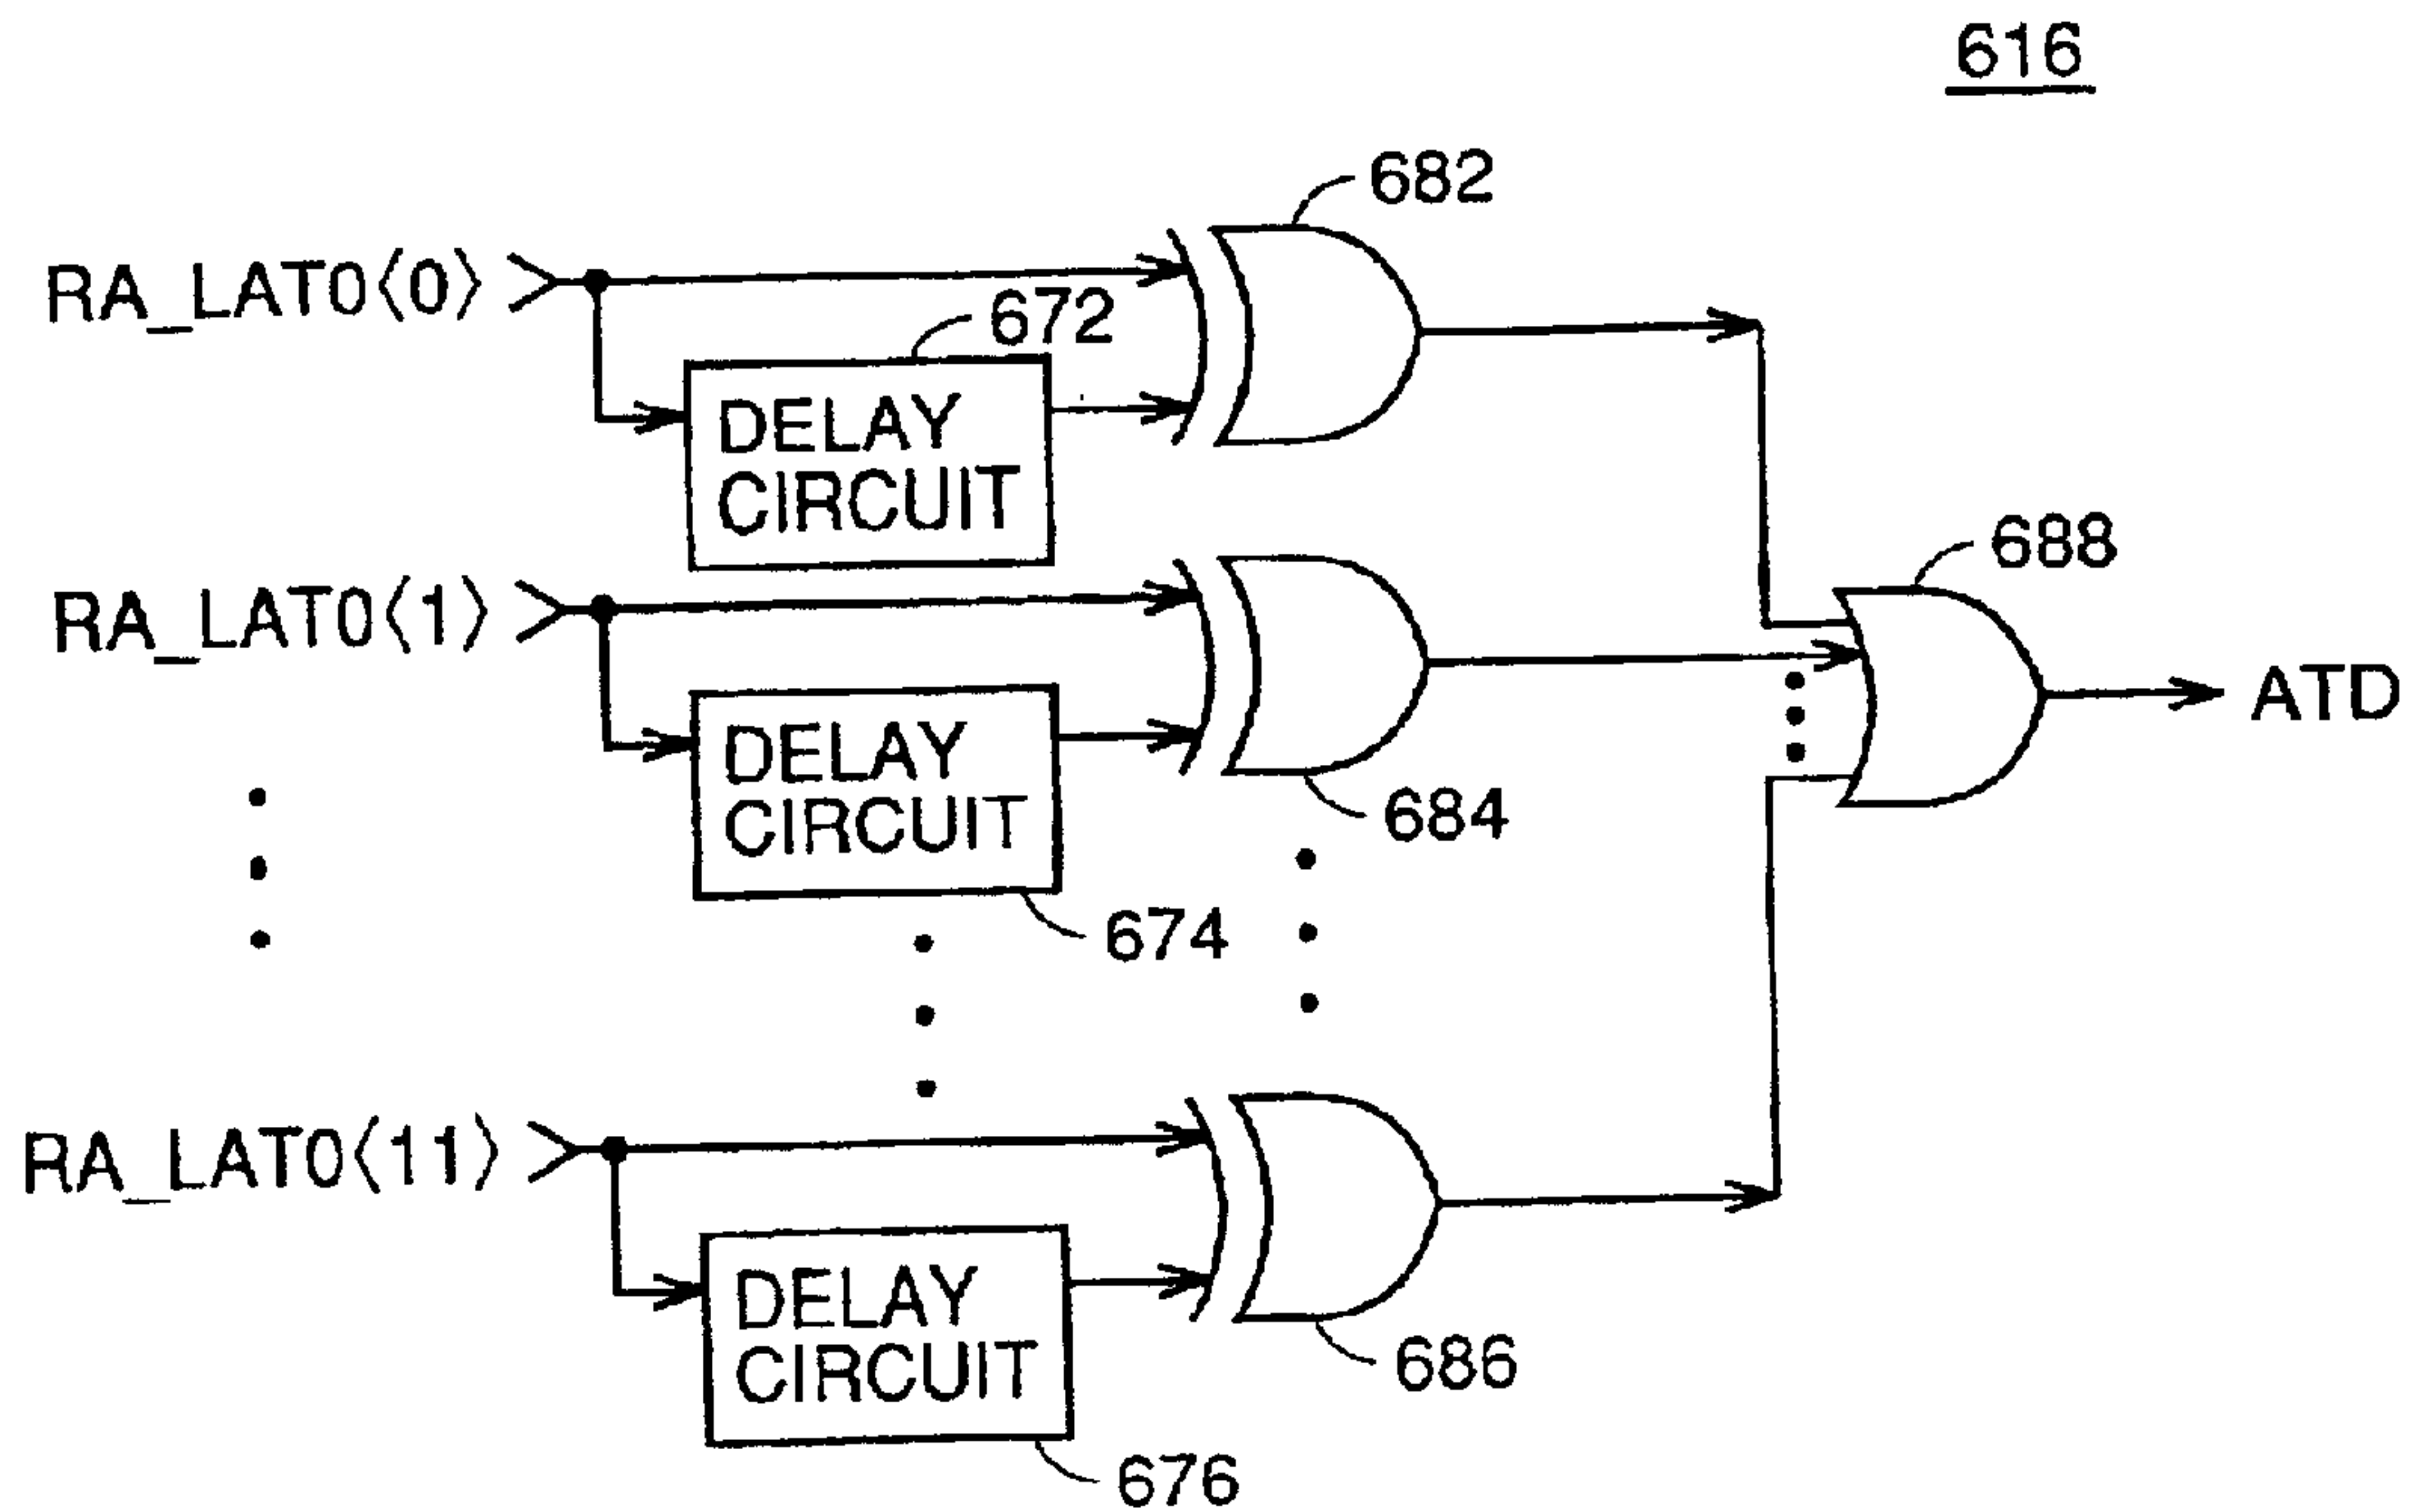 616
682
RA_LAT0⟨0⟩
672
DELAY
CIRCUIT
688
RA_LAT0⟨1⟩
ATD
DELAY
CIRCUIT
684
674
RA_LAT0⟨11⟩
DELAY
CIRCUIT
686
676